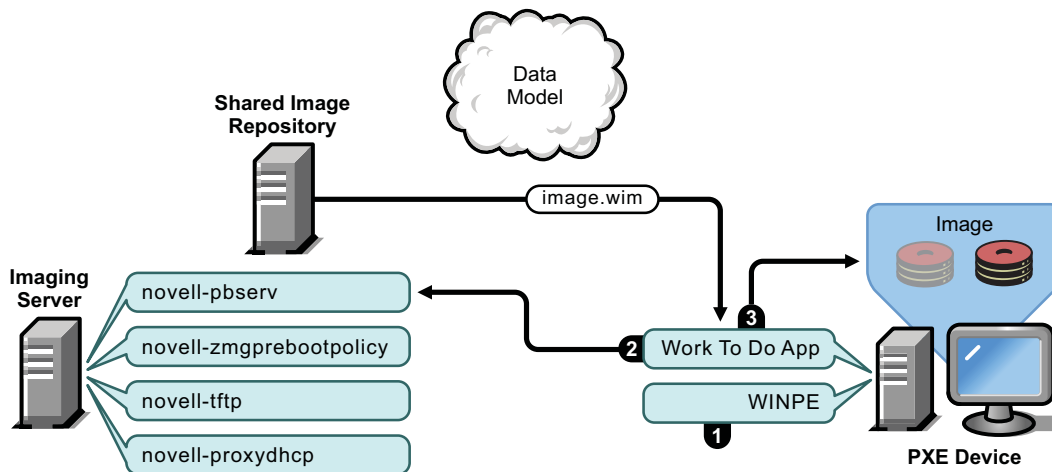 Data
Model
Shared Image
Repository
image.wim
Image
Imaging
Server
novell-pbserv
novell-zmgprebootpolicy
novell-tftp
novell-proxydhcp
3
2
Work To Do App
WINPE
1
PXE Device